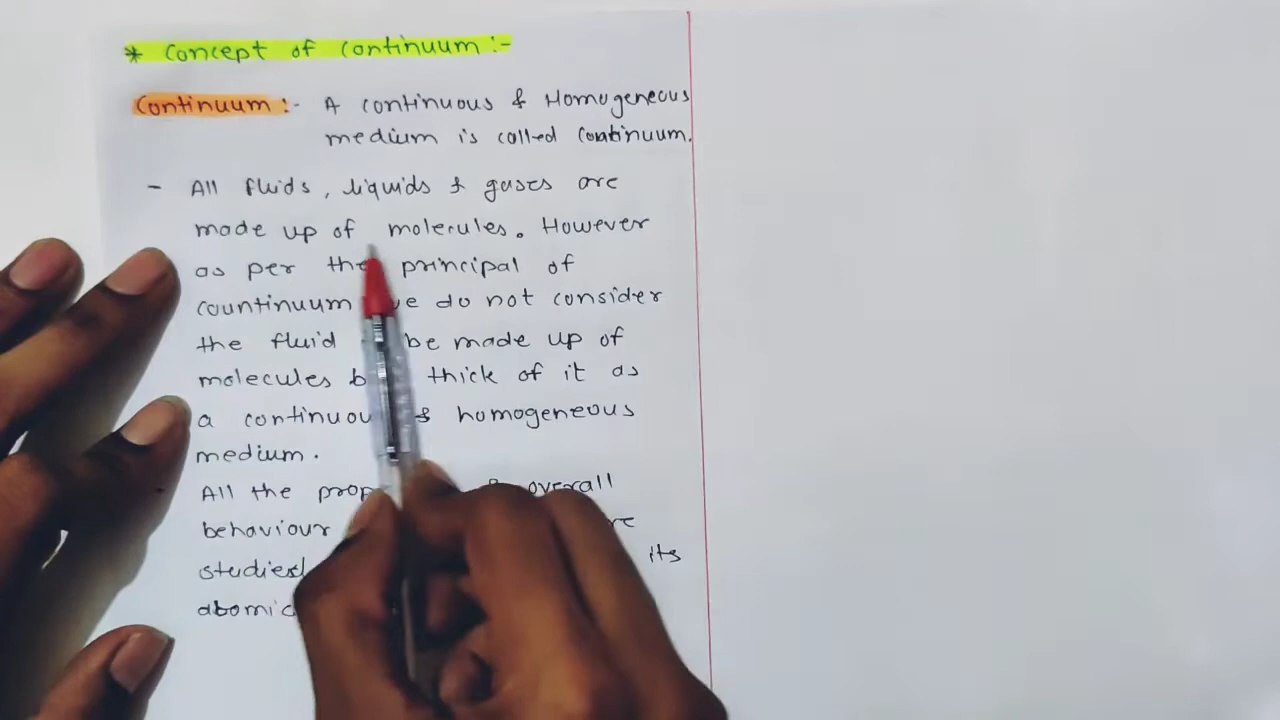 * Concept of Continuum :-
Continuum :- A continuous & Homogeneous
medium is called Continuum.
- All fluids, liquids & gases are
made up of molecules. However
as per the principal of
countinuum we do not consider
the fluid be made up of
molecules thick of it as
a continuou & homogeneous
medium.
All the prop & overall
behaviour re
studied its
atomic